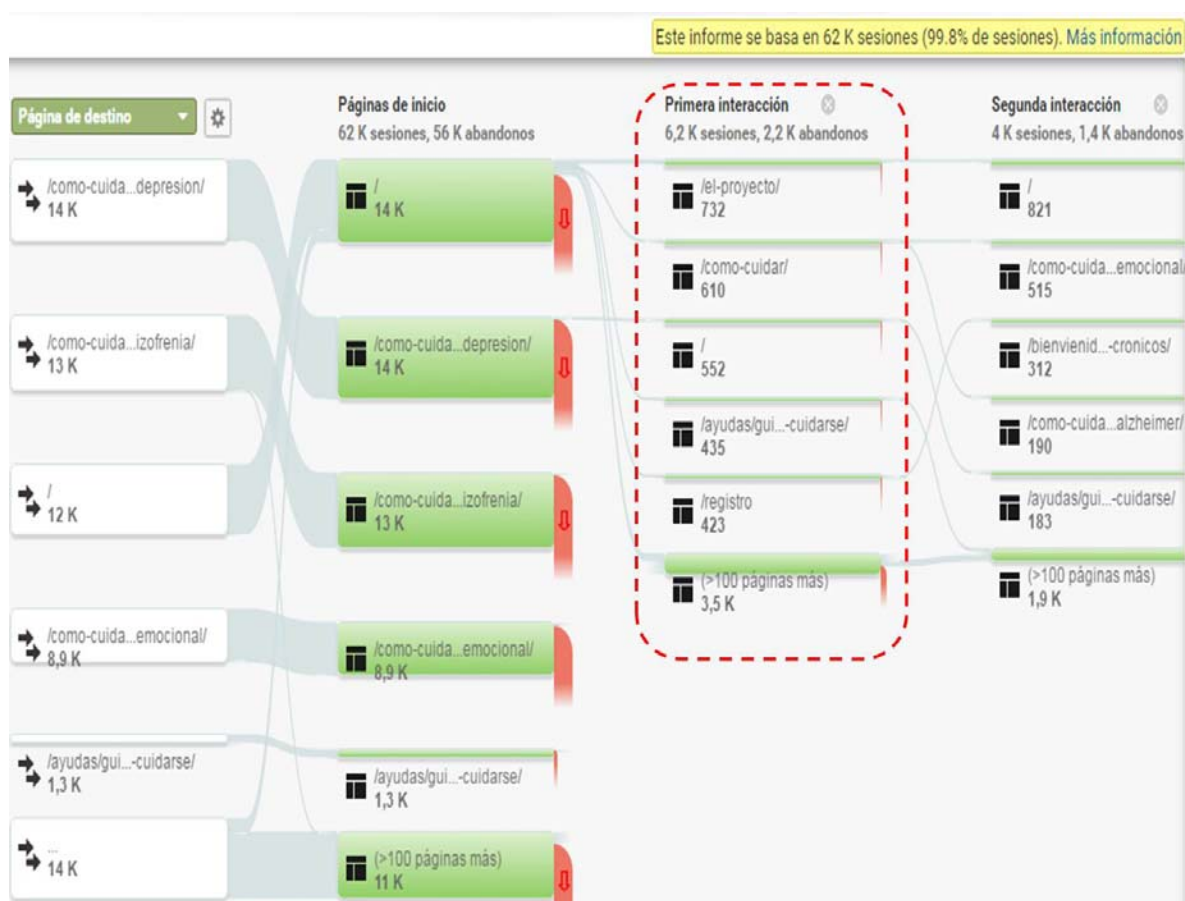 Este informe se basa en 62 K sesiones (99.8% de sesiones). Más información
Página de destino
/como-cuida...depresion/
14 K
/como-cuida...izofrenia/
13 K
/
12 K
/como-cuida...emocional/
8,9 K
/ayudas/gui...-cuidarse/
1,3 K
...
14 K
Páginas de inicio
62 K sesiones, 56 K abandonos
/
14 K
/como-cuida...depresion/
14 K
/como-cuida...izofrenia/
13 K
/como-cuida...emocional/
8,9 K
/ayudas/gui...-cuidarse/
1,3 K
(>100 páginas más)
11 K
Primera interacción
6,2 K sesiones, 2,2 K abandonos
/el-proyecto/
732
/como-cuidar/
610
/
552
/ayudas/gui...-cuidarse/
435
/registro
423
(>100 páginas más)
3,5 K
Segunda interacción
4 K sesiones, 1,4 K abandonos
/
821
/como-cuida...emocional/
515
/bienvienid...-cronicos/
312
/como-cuida...alzheimer/
190
/ayudas/gui...-cuidarse/
183
(>100 páginas más)
1,9 K